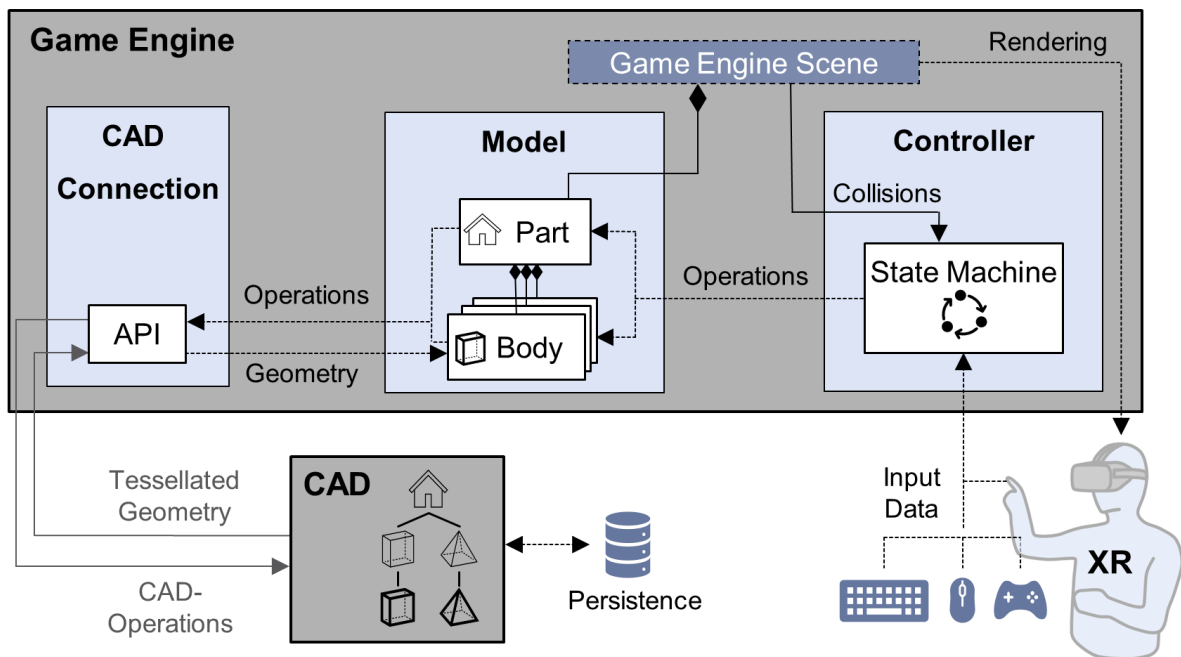 Game Engine
Game Engine Scene
Rendering
CAD
Connection
Model
Controller
Collisions
Part
State Machine
Operations
Operations
API
Body
Geometry
Tessellated
Geometry
CAD
CAD-
Operations
Persistence
Input
Data
XR